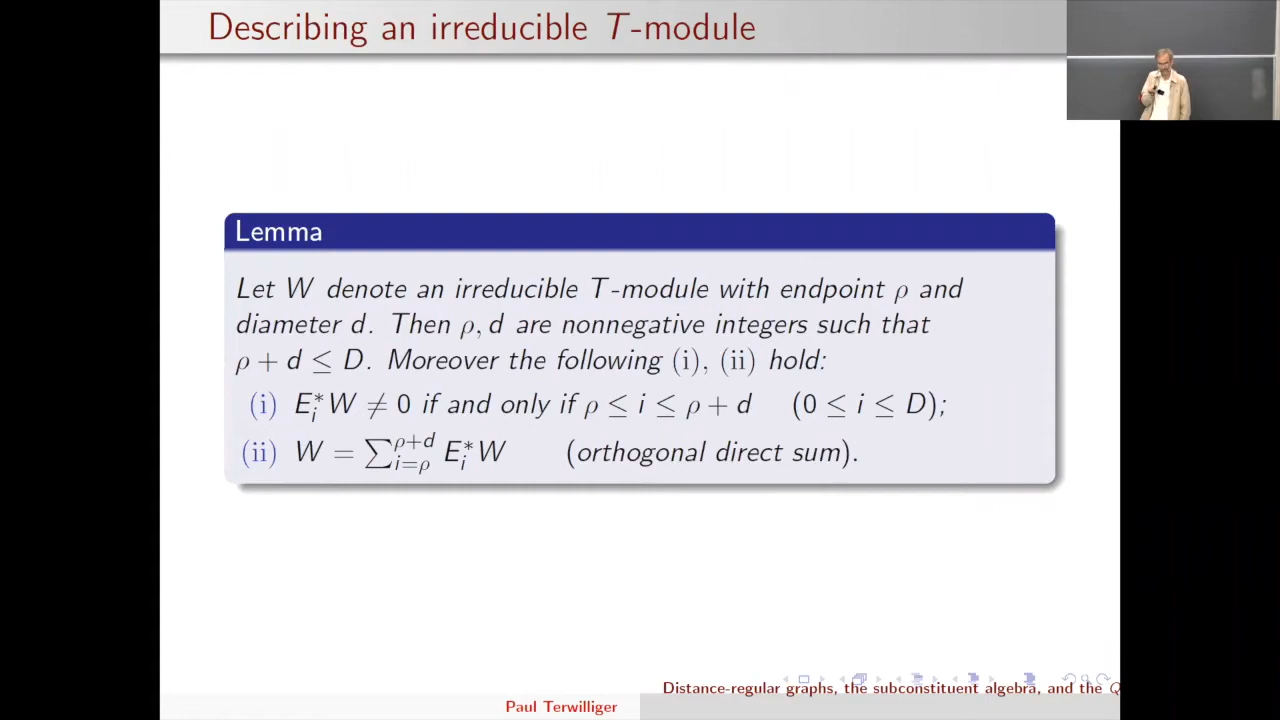 Describing an irreducible T-module
Lemma
Let W denote an irreducible T-module with endpoint ρ and
diameter d. Then ρ, d are nonnegative integers such that
ρ + d ≤ D. Moreover the following (i), (ii) hold:
(i) E_i^* W ≠ 0 if and only if ρ ≤ i ≤ ρ + d (0 ≤ i ≤ D);
(ii) W = ∑_{i=ρ}^{ρ+d} E_i^* W (orthogonal direct sum).
Distance-regular graphs, the subconstituent algebra, and the Q
Paul Terwilliger